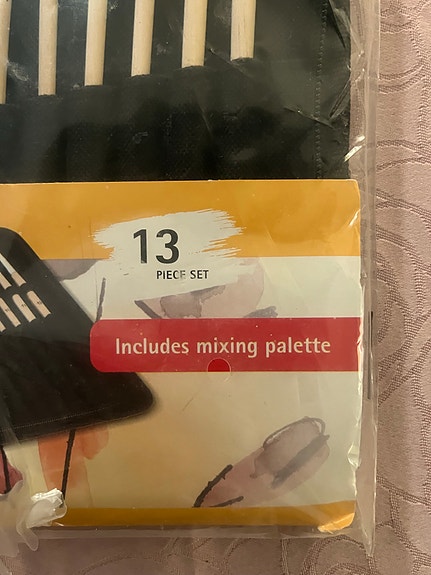 13
PIECE SET
Includes mixing palette